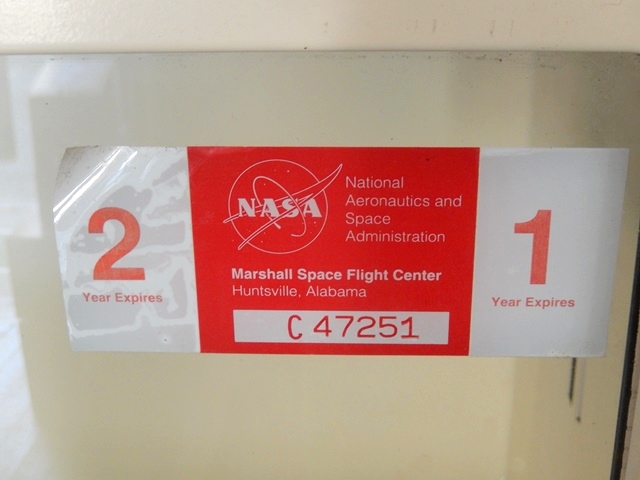 2
Year Expires
NASA
National
Aeronautics and
Space
Administration
Marshall Space Flight Center
Huntsville, Alabama
C 47251
1
Year Expires